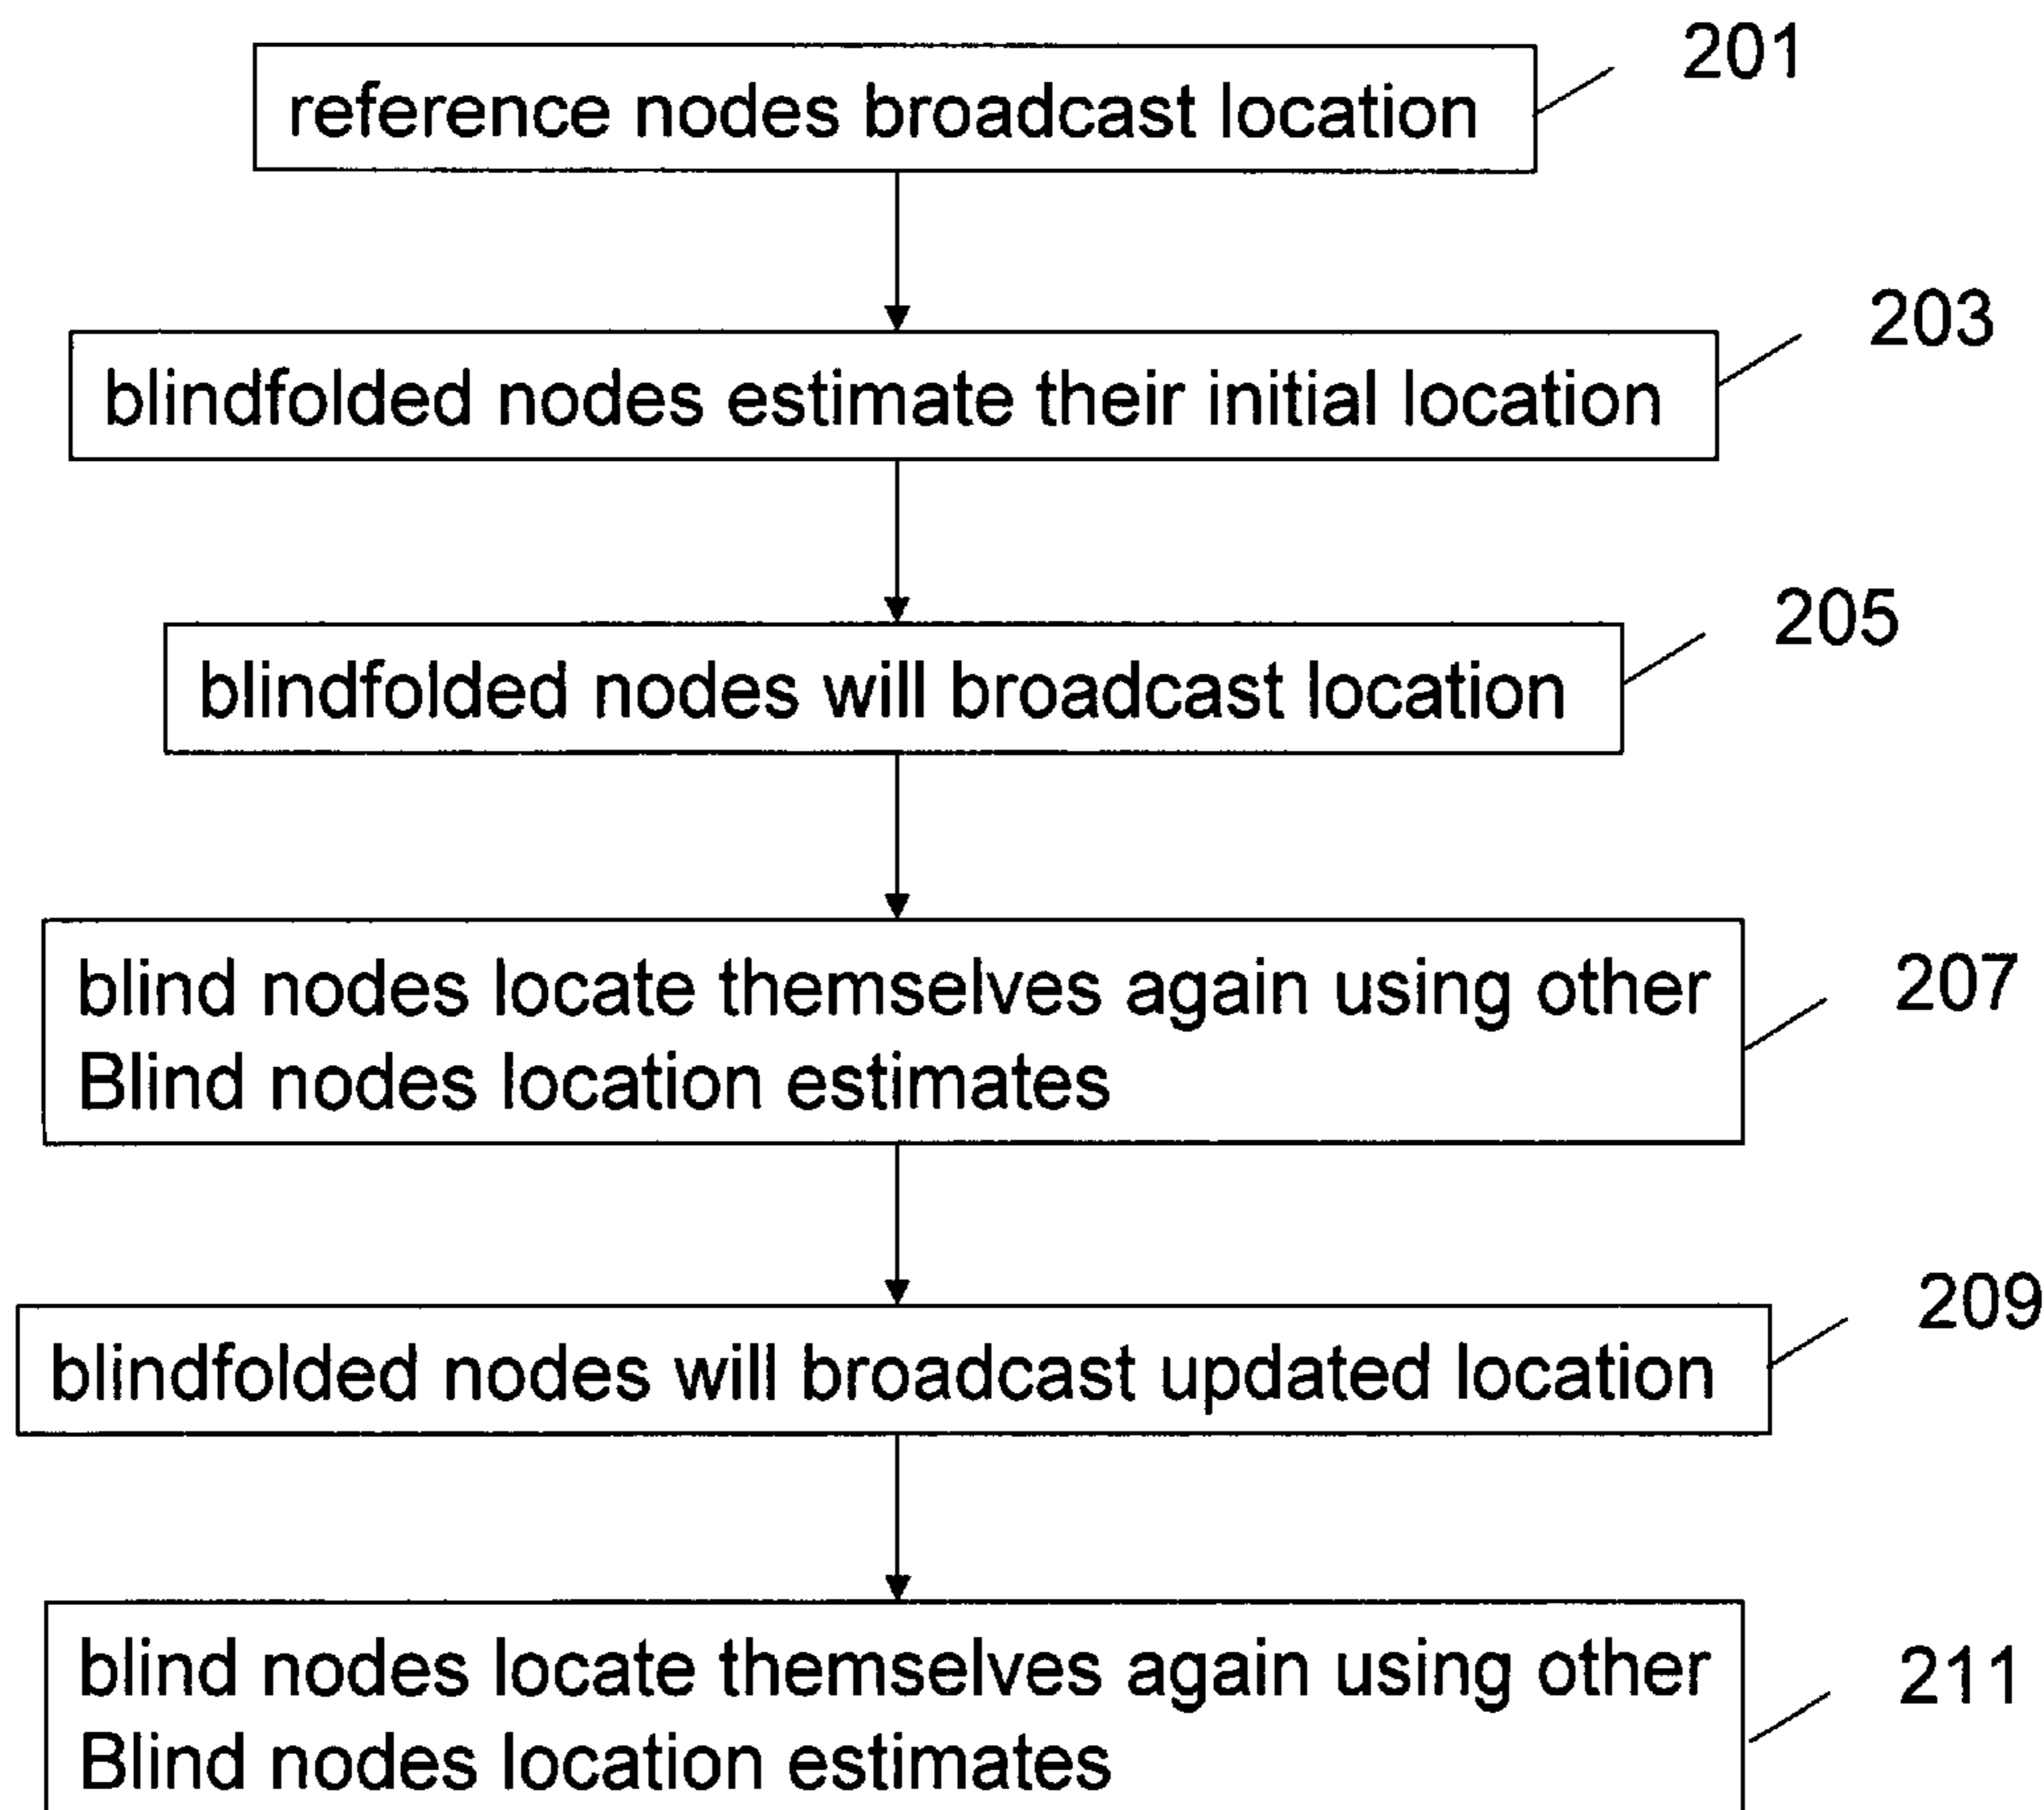 reference nodes broadcast location
201
blindfolded nodes estimate their initial location
203
blindfolded nodes will broadcast location
205
blind nodes locate themselves again using other
Blind nodes location estimates
207
blindfolded nodes will broadcast updated location
209
blind nodes locate themselves again using other
Blind nodes location estimates
211